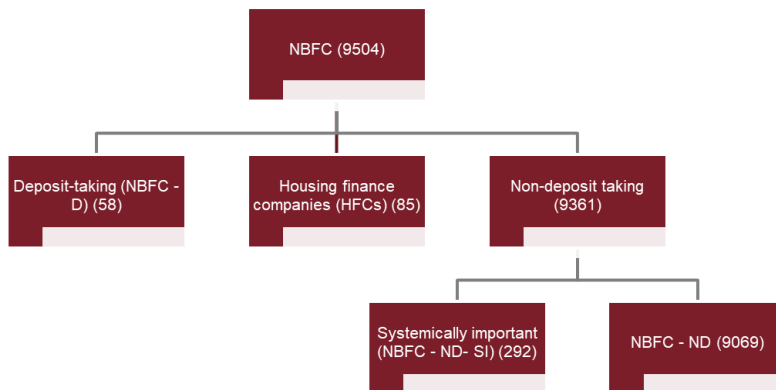 NBFC (9504)
Deposit-taking (NBFC -
D) (58)
Housing finance
companies (HFCs) (85)
Non-deposit taking
(9361)
Systemically important
(NBFC - ND- SI) (292)
NBFC - ND (9069)